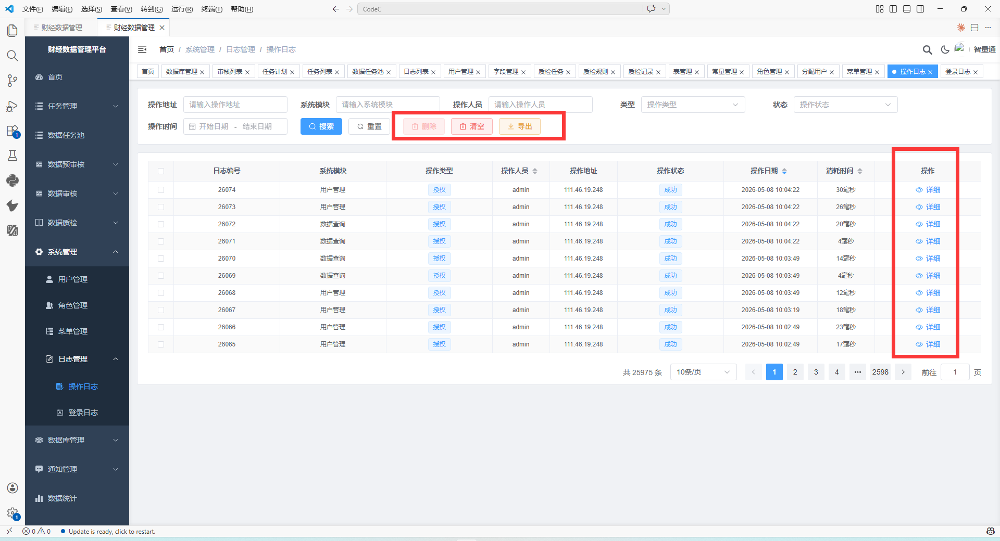 文件(F) 编辑(E) 选择(S) 查看(V) 转到(G) 运行(R) 终端(T) 帮助(H) CodeC
财经数据管理 财经数据管理
财经数据管理平台 首页 / 系统管理 / 日志管理 / 操作日志 智量通
首页 数据库管理 审核列表 任务计划 任务列表 数据任务池 日志列表 用户管理 字段管理 质检任务 质检规则 质检记录 表管理 常量管理 角色管理 分配用户 菜单管理 操作日志 登录日志
首页
任务管理
数据任务池
数据预审核
数据审核
数据质检
系统管理
用户管理
角色管理
菜单管理
日志管理
操作日志
登录日志
数据库管理
通知管理
数据统计
操作地址 请输入操作地址 系统模块 请输入系统模块 操作人员 请输入操作人员 类型 操作类型 状态 操作状态
操作时间 开始日期 - 结束日期 搜索 重置 删除 清空 导出
日志编号 系统模块 操作类型 操作人员 操作地址 操作状态 操作日期 消耗时间 操作
26074 用户管理 授权 admin 111.46.19.248 成功 2026-05-08 10:04:22 30毫秒 详细
26073 用户管理 授权 admin 111.46.19.248 成功 2026-05-08 10:04:22 26毫秒 详细
26072 数据查询 授权 admin 111.46.19.248 成功 2026-05-08 10:04:22 20毫秒 详细
26071 数据查询 授权 admin 111.46.19.248 成功 2026-05-08 10:04:22 4毫秒 详细
26070 数据查询 授权 admin 111.46.19.248 成功 2026-05-08 10:03:49 14毫秒 详细
26069 数据查询 授权 admin 111.46.19.248 成功 2026-05-08 10:03:49 4毫秒 详细
26068 用户管理 授权 admin 111.46.19.248 成功 2026-05-08 10:03:49 12毫秒 详细
26067 用户管理 授权 admin 111.46.19.248 成功 2026-05-08 10:03:19 18毫秒 详细
26066 用户管理 授权 admin 111.46.19.248 成功 2026-05-08 10:02:49 23毫秒 详细
26065 用户管理 授权 admin 111.46.19.248 成功 2026-05-08 10:02:49 17毫秒 详细
共 25975 条 10条/页 1 2 3 4 ••• 2598 前往 1 页
1
1
0 0 Update is ready, click to restart.